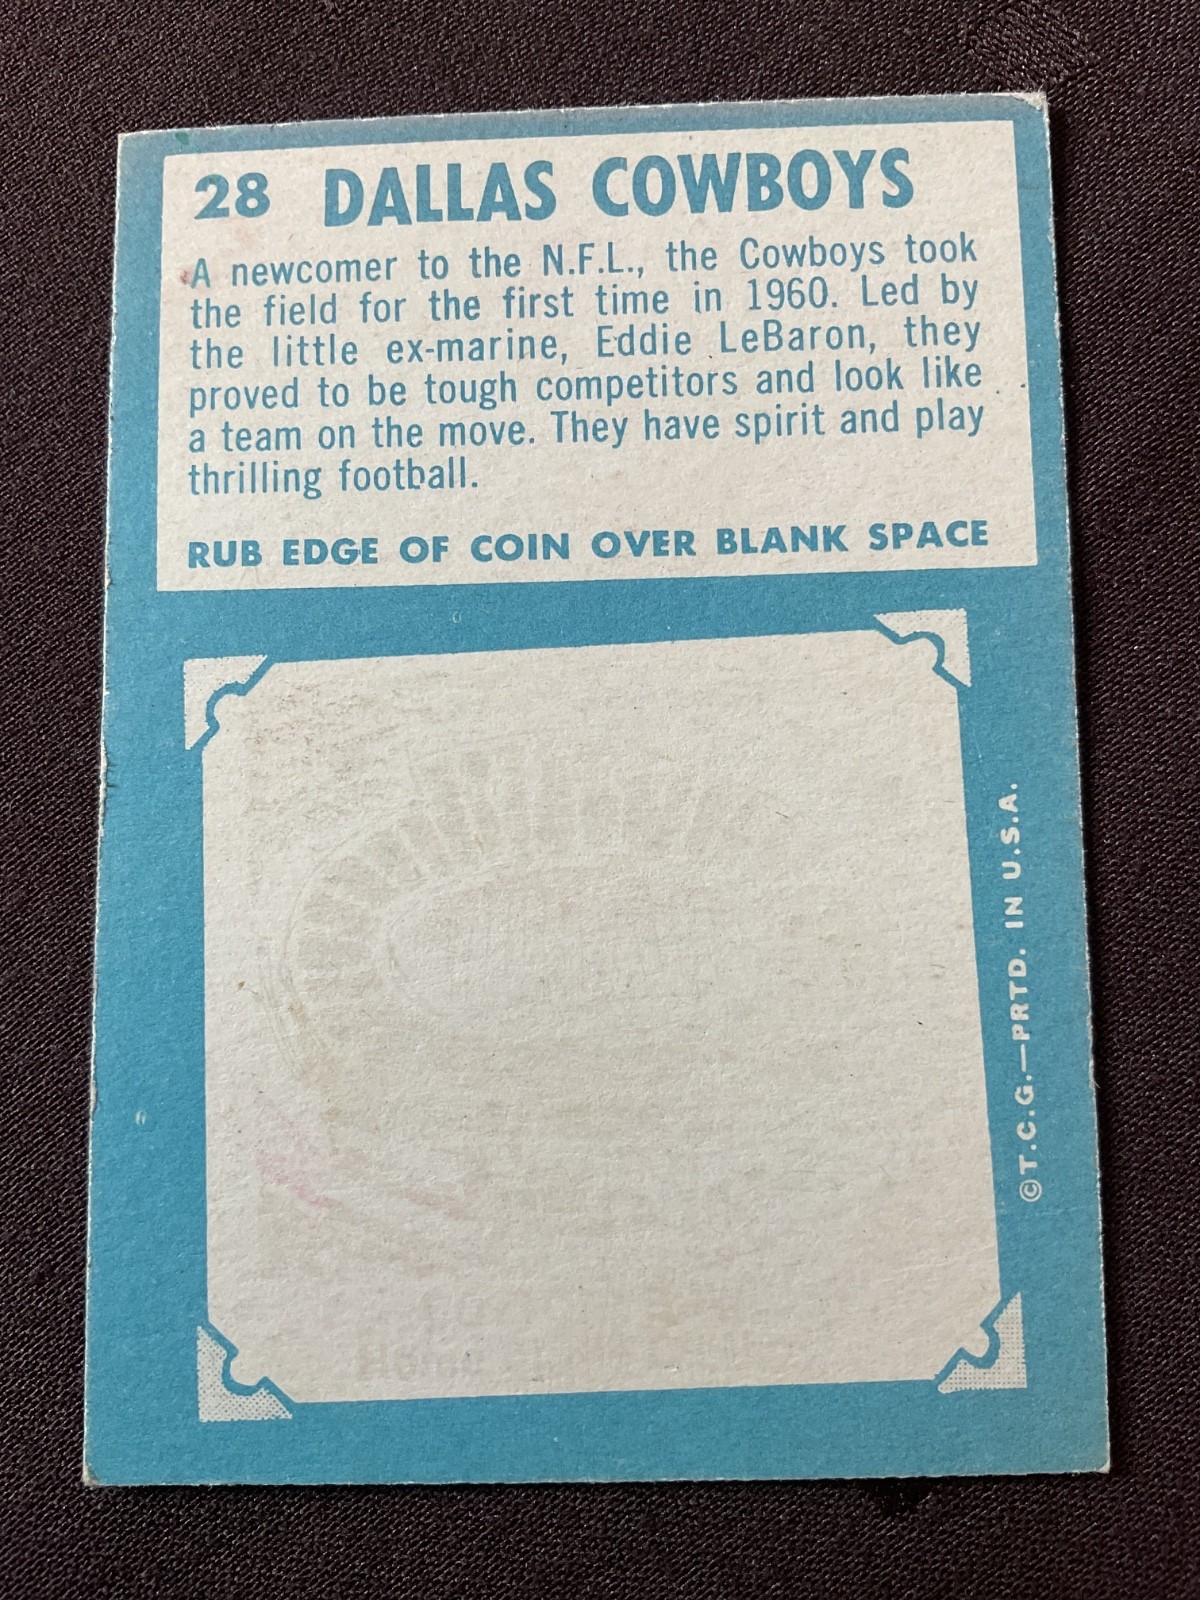 28 DALLAS COWBOYS
A newcomer to the N.F.L., the Cowboys took
the field for the first time in 1960. Led by
the little ex-marine, Eddie LeBaron, they
proved to be tough competitors and look like
a team on the move. They have spirit and play
thrilling football.
RUB EDGE OF COIN OVER BLANK SPACE
©T.C.G.—PRTD. IN U.S.A.